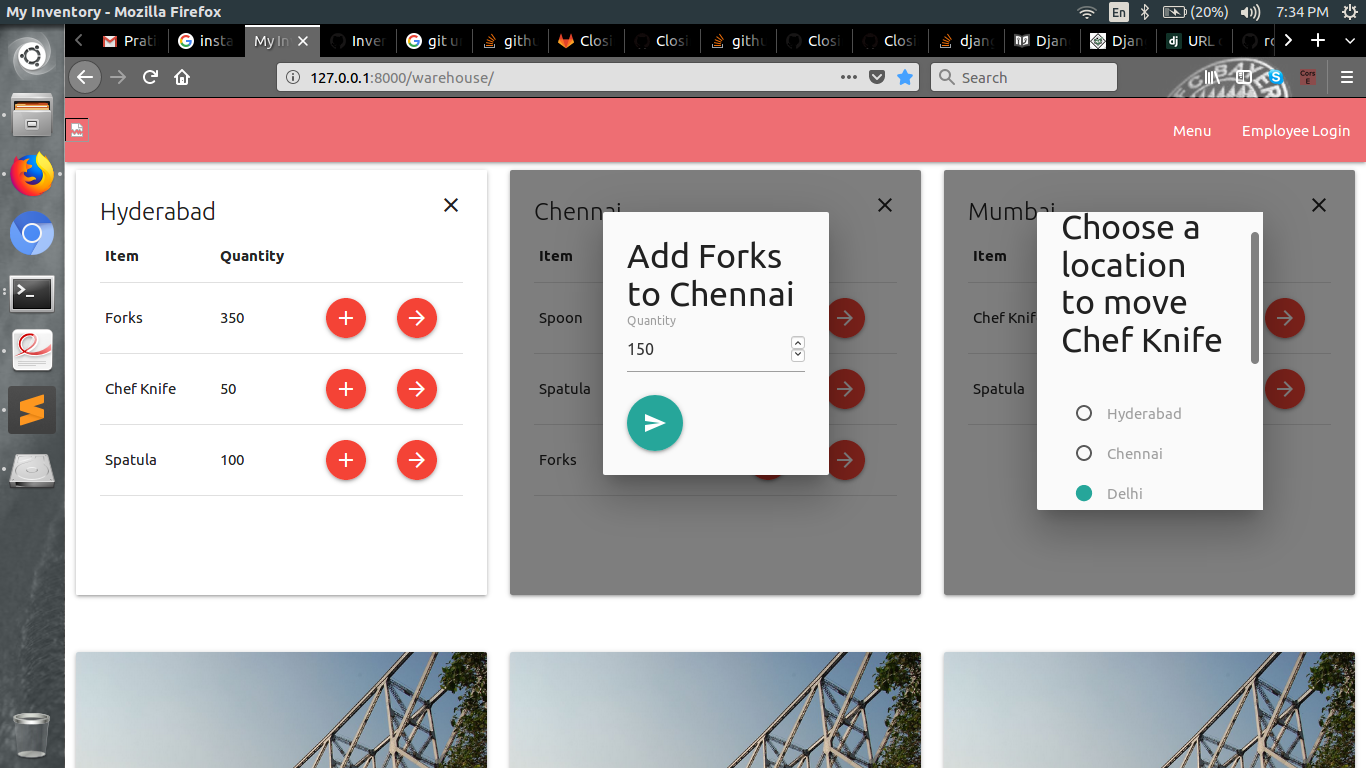 My Inventory - Mozilla Firefox
En
(20%)
7:34 PM
Prati
insta
My In
Inver
git u
githu
Closi
Closi
githu
Closi
Closi
djan
Djan
Djan
URL
127.0.0.1:8000/warehouse/
Search
S
Cors
E
Menu
Employee Login
Hyderabad
Item
Quantity
Forks
350
Chef Knife
50
Spatula
100
Chennai
Item
Spoon
Spatula
Forks
Add Forks
to Chennai
Quantity
150
Mumbai
Item
Chef Knif
Spatula
Choose a
location
to move
Chef Knife
Hyderabad
Chennai
Delhi